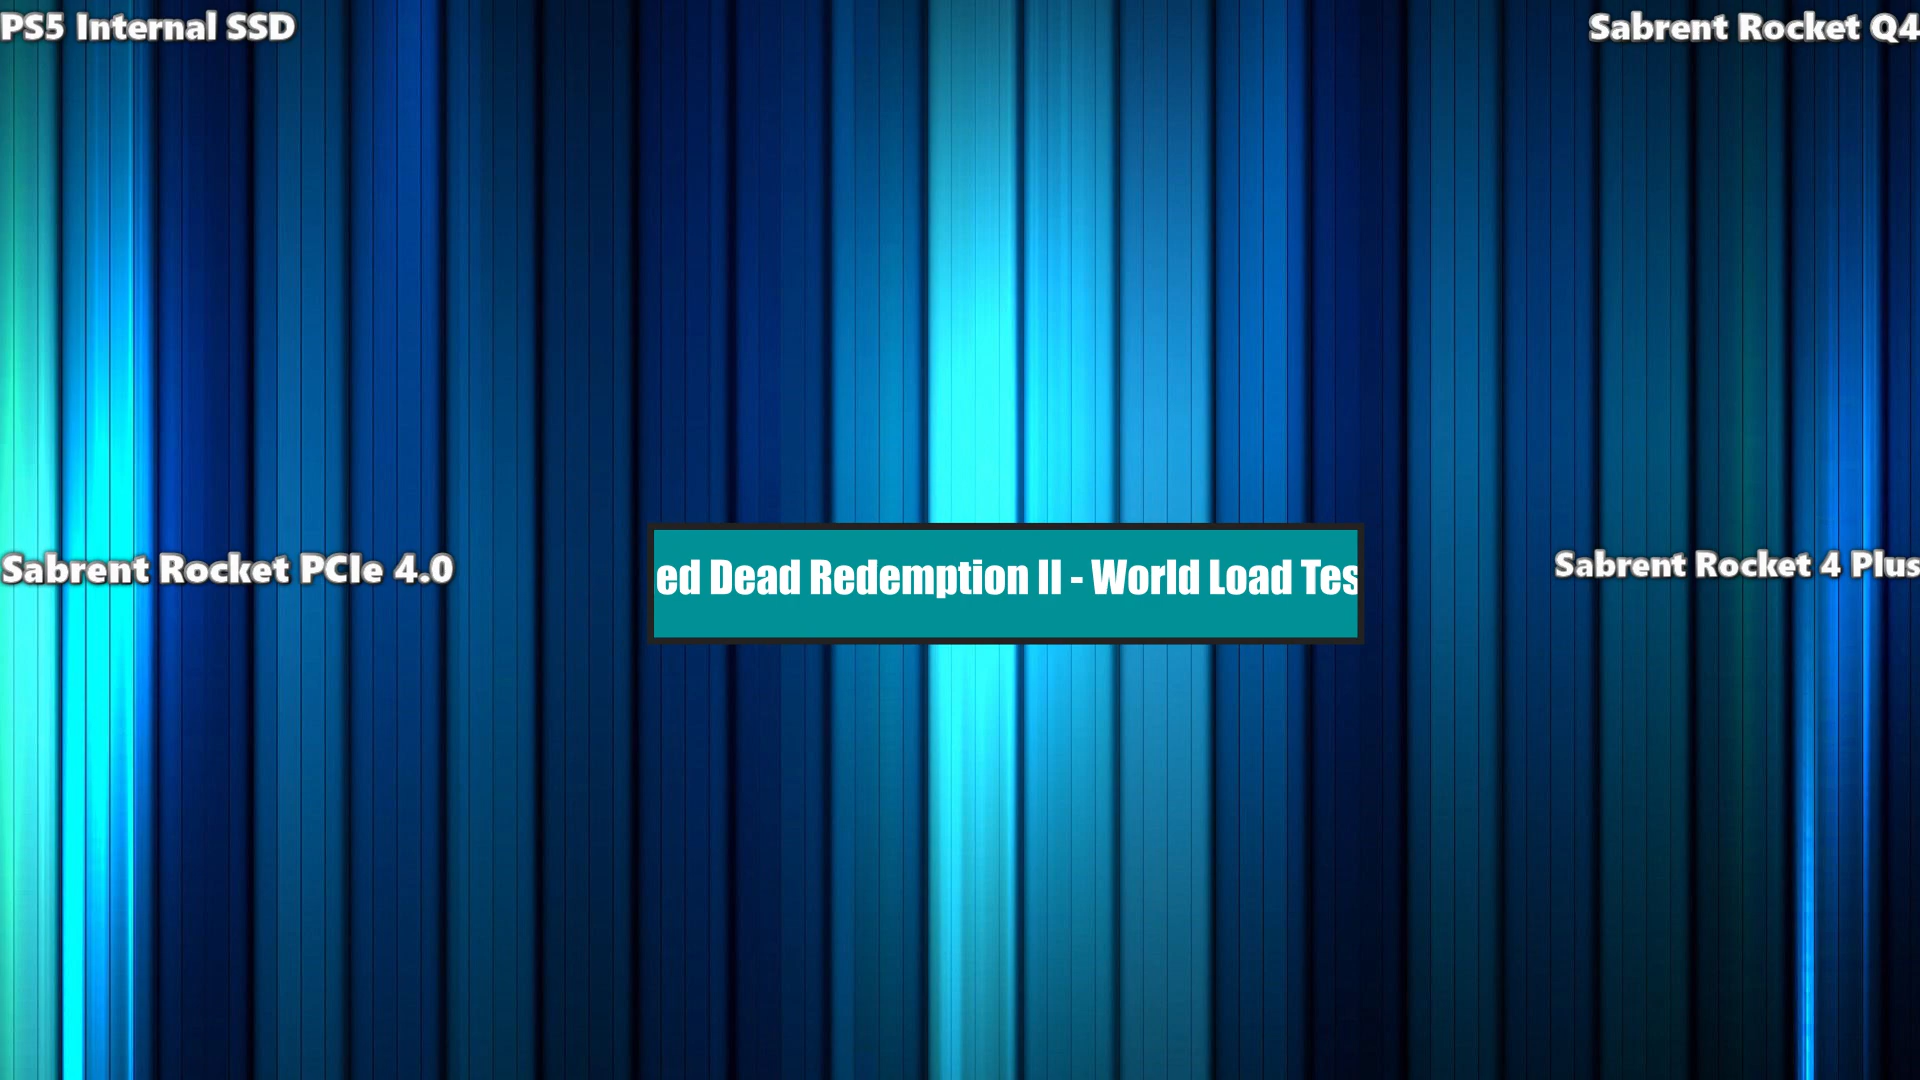 PS5 Internal SSD
Sabrent Rocket Q4
Sabrent Rocket PCIe 4.0
Sabrent Rocket 4 Plus
ed Dead Redemption II - World Load Tes